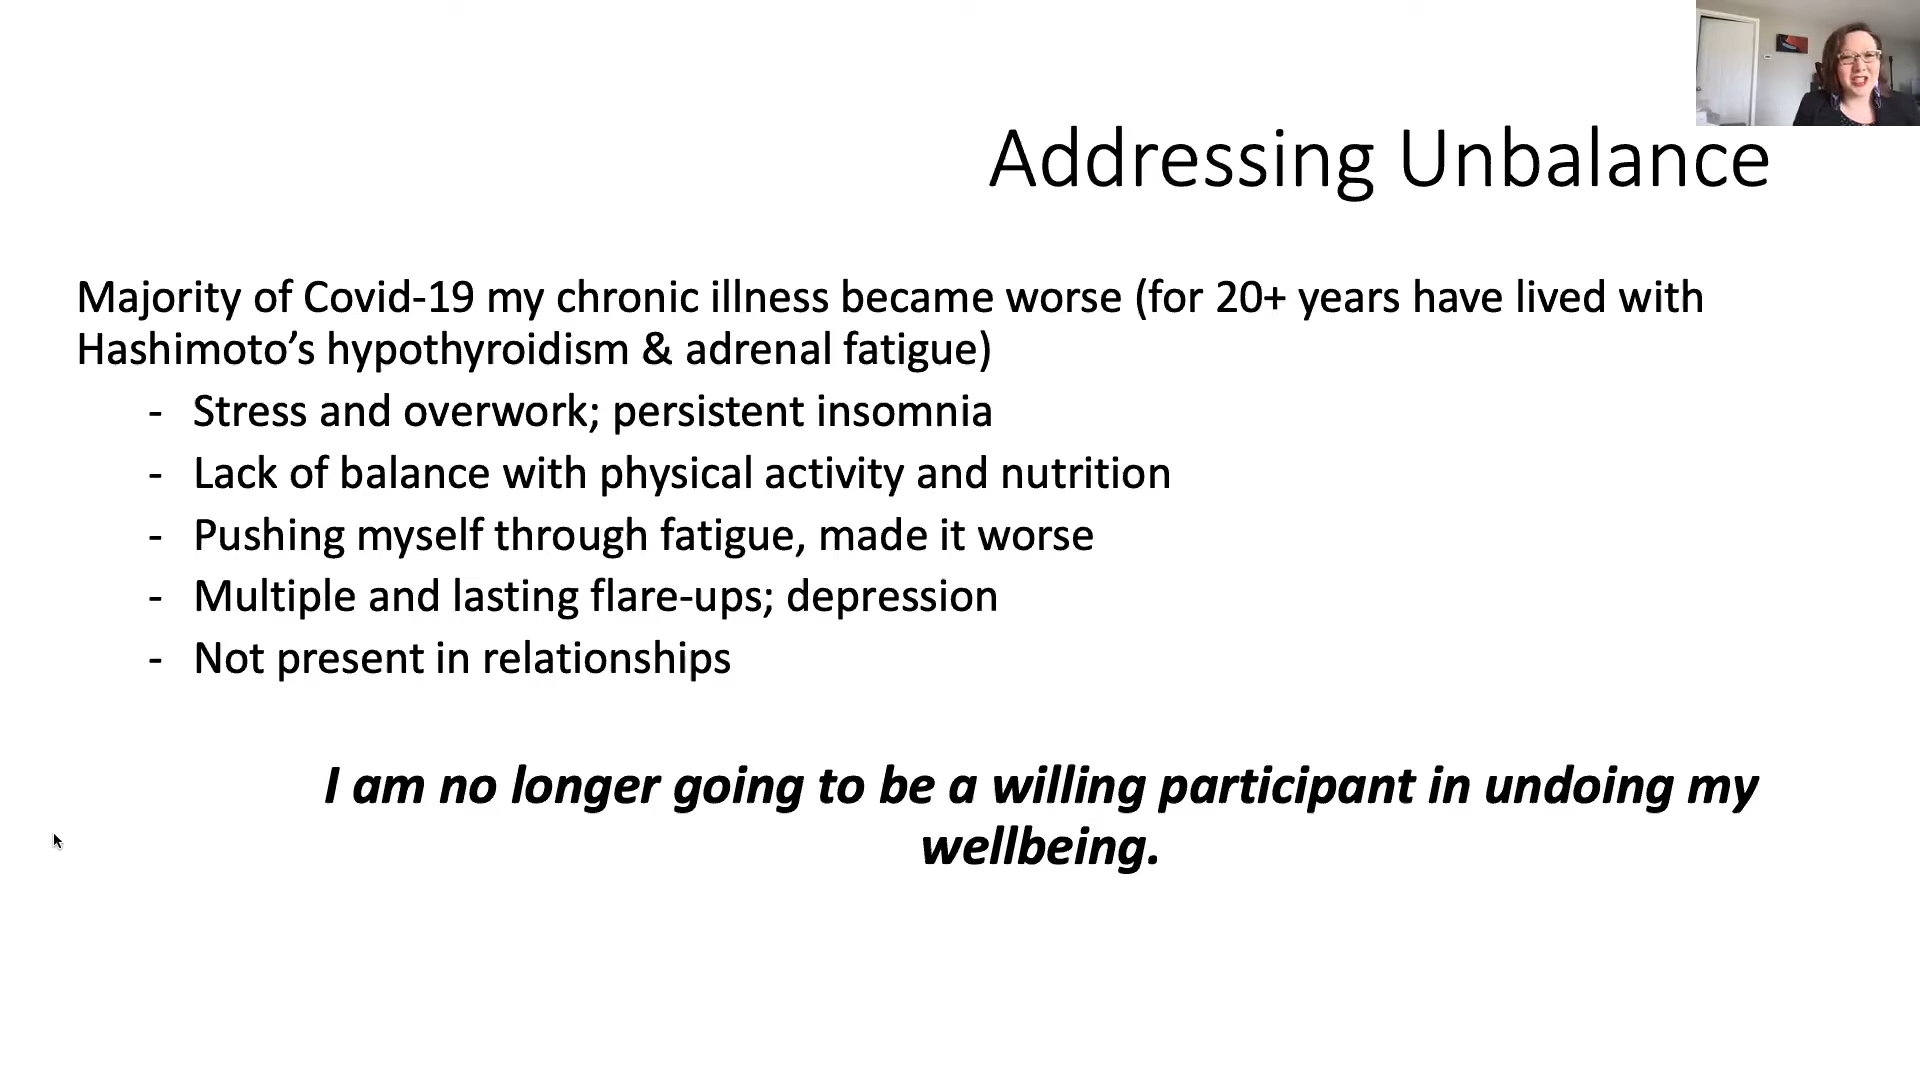 Addressing Unbalance
Majority of Covid-19 my chronic illness became worse (for 20+ years have lived with
Hashimoto’s hypothyroidism & adrenal fatigue)
- Stress and overwork; persistent insomnia
- Lack of balance with physical activity and nutrition
- Pushing myself through fatigue, made it worse
- Multiple and lasting flare-ups; depression
- Not present in relationships
I am no longer going to be a willing participant in undoing my
wellbeing.